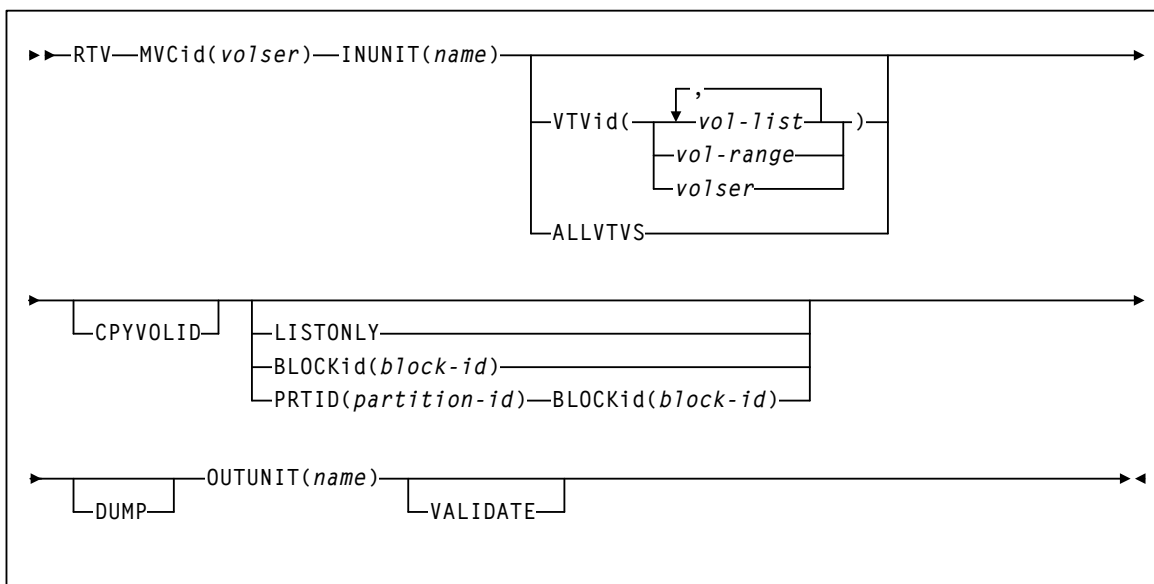 RTV MVCid(volser) INUNIT(name)
,
VTVid( vol-list )
vol-range
volser
ALLVTVS
CPYVOLID LISTONLY
BLOCKid(block-id)
PRTID(partition-id) BLOCKid(block-id)
OUTUNIT(name)
DUMP VALIDATE